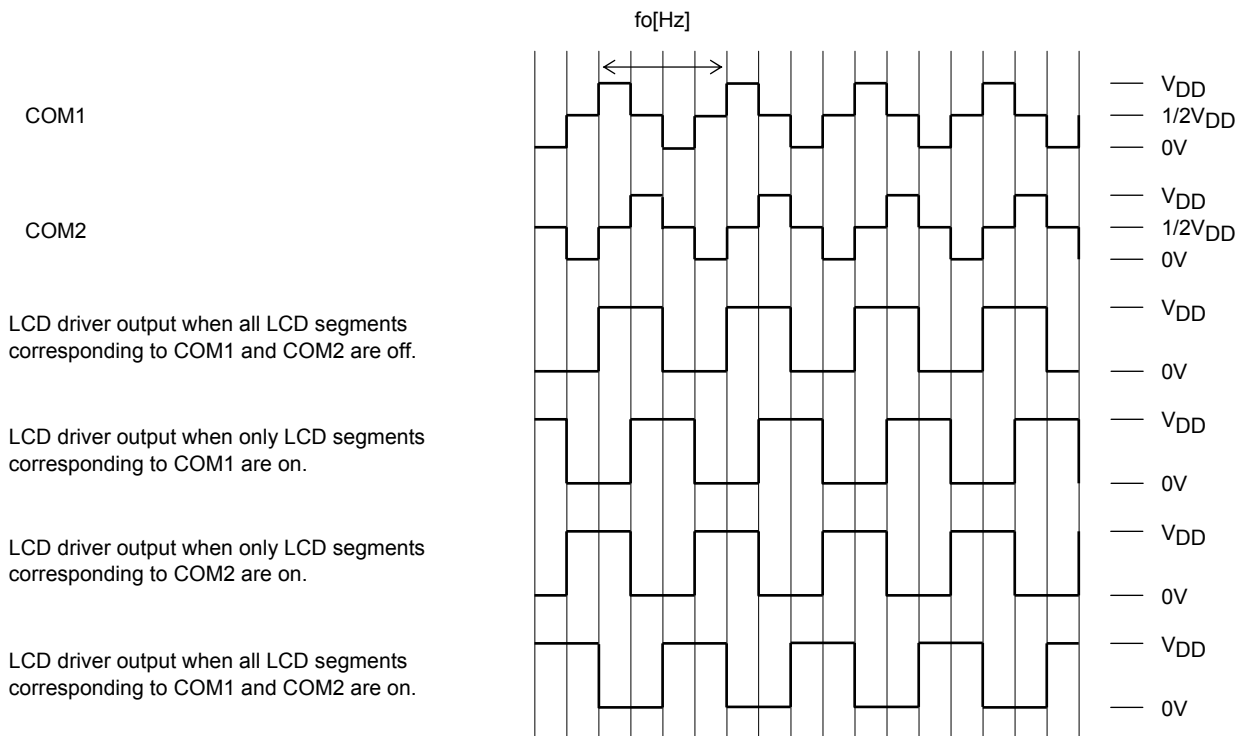 fo[Hz]
COM1
VDD
1/2VDD
0V
COM2
VDD
1/2VDD
0V
LCD driver output when all LCD segments
corresponding to COM1 and COM2 are off.
VDD
0V
LCD driver output when only LCD segments
corresponding to COM1 are on.
VDD
0V
LCD driver output when only LCD segments
corresponding to COM2 are on.
VDD
0V
LCD driver output when all LCD segments
corresponding to COM1 and COM2 are on.
VDD
0V